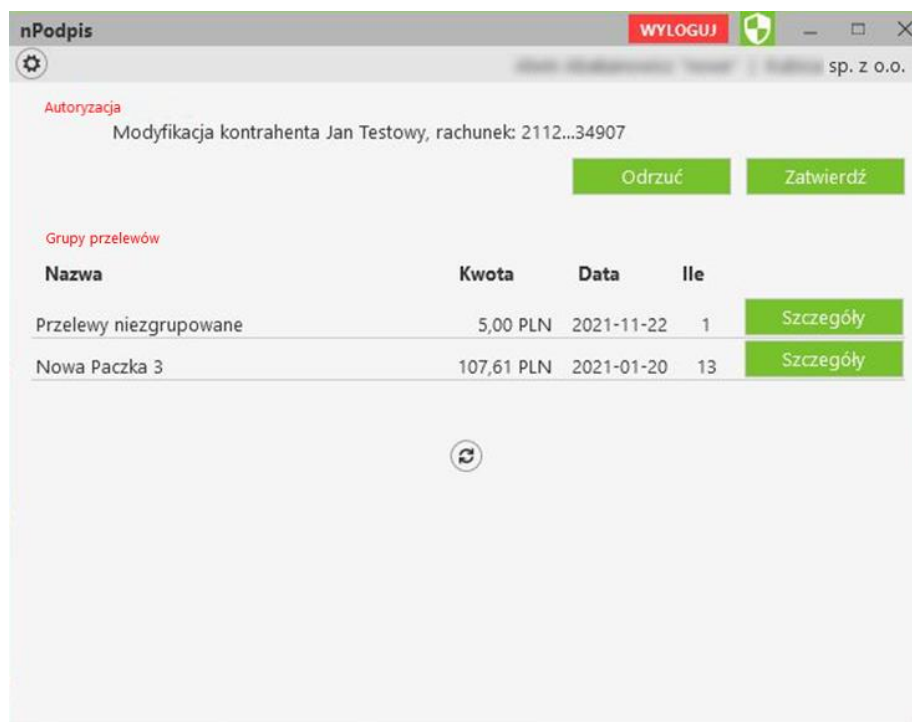 nPodpis WYLOGUJ
sp. z o.o.
Autoryzacja
Modyfikacja kontrahenta Jan Testowy, rachunek: 2112...34907
Odrzuć Zatwierdź
Grupy przelewów
Nazwa Kwota Data Ile
Przelewy niezgrupowane 5,00 PLN 2021-11-22 1 Szczegóły
Nowa Paczka 3 107,61 PLN 2021-01-20 13 Szczegóły